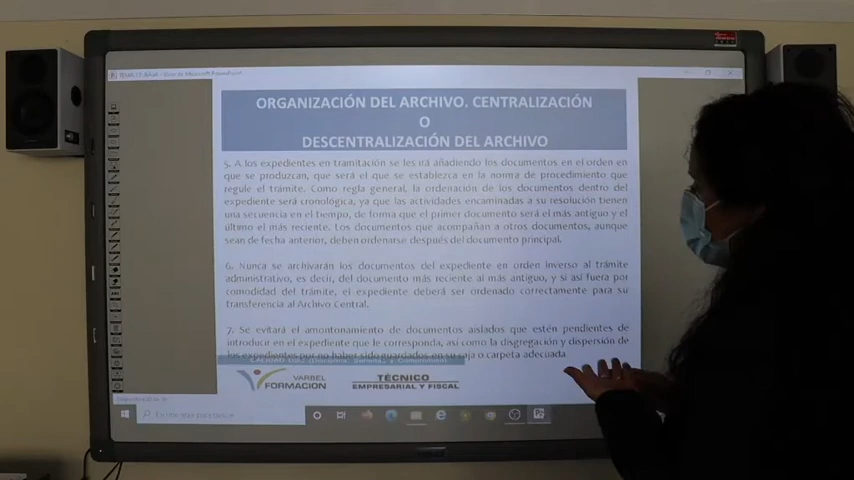 ORGANIZACIÓN DEL ARCHIVO. CENTRALIZACIÓN
O
DESCENTRALIZACIÓN DEL ARCHIVO
5. A los expedientes en tramitación se les irá añadiendo los documentos en el orden en
que se produzcan, que será el que se establezca en la norma de procedimiento que
regule el trámite. Como regla general, la ordenación de los documentos dentro del
expediente será cronológica, ya que las actividades encaminadas a su resolución tienen
una secuencia en el tiempo, de forma que el primer documento será el más antiguo y el
último el más reciente. Los documentos que acompañan a otros documentos, aunque
sean de fecha anterior, deben ordenarse después del documento principal.
6. Nunca se archivarán los documentos del expediente en orden inverso al trámite
administrativo, es decir, del documento más reciente al más antiguo, y si así fuera por
comodidad del trámite, el expediente deberá ser ordenado correctamente para su
transferencia al Archivo Central.
7. Se evitará el amontonamiento de documentos aislados que estén pendientes de
introducir en el expediente que le corresponda, así como la disgregación y dispersión de
los expedientes por no haber sido guardados en su caja o carpeta adecuada
VARBEL
FORMACIÓN
TÉCNICO
EMPRESARIAL Y FISCAL